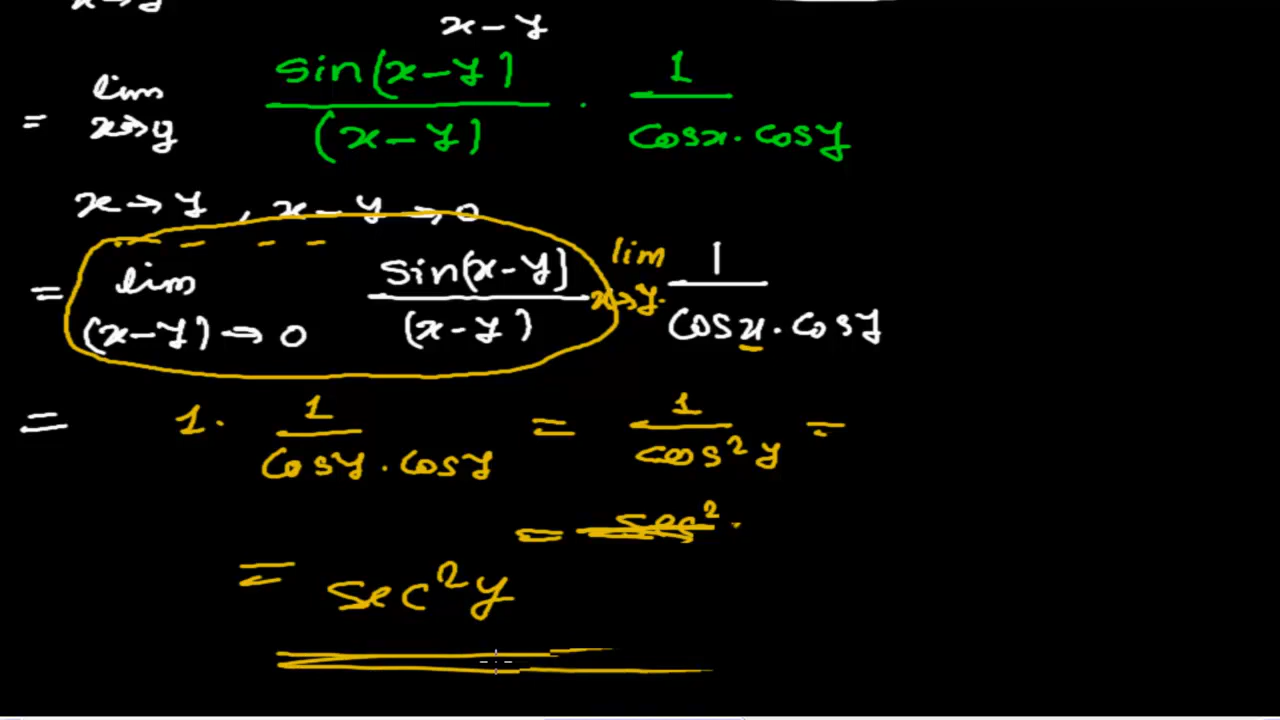 x→y
x-y
= lim x→y sin(x-y)/(x-y) · 1/(cosx·cosy)
x→y, x-y→0
= lim (x-y)→0 sin(x-y)/(x-y) lim x→y· 1/(cosx·cosy)
= 1· 1/(cosy·cosy) = 1/(cos²y) =
= sec² ·
= sec²y